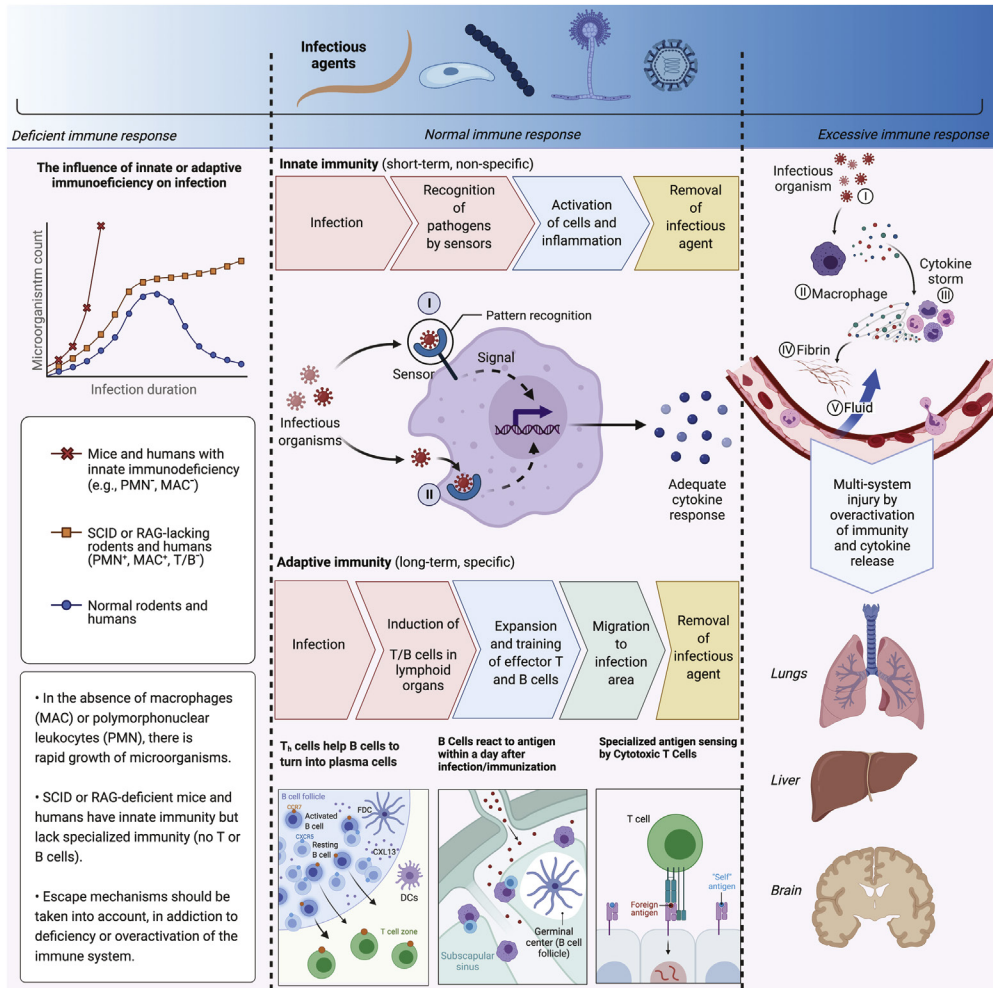 Infectious
agents
Deficient immune response
Normal immune response
Excessive immune response
The influence of innate or adaptive
immunoeficiency on infection
Microorganisntm count
Infection duration
Mice and humans with
innate immunodeficiency
(e.g., PMN⁻, MAC⁻)
SCID or RAG-lacking
rodents and humans
(PMN⁺, MAC⁺, T/B⁻)
Normal rodents and
humans
• In the absence of macrophages
(MAC) or polymorphonuclear
leukocytes (PMN), there is
rapid growth of microorganisms.
• SCID or RAG-deficient mice and
humans have innate immunity but
lack specialized immunity (no T or
B cells).
• Escape mechanisms should be
taken into account, in addiction to
deficiency or overactivation of the
immune system.
Innate immunity (short-term, non-specific)
Infection
Recognition
of
pathogens
by sensors
Activation
of cells and
inflammation
Removal
of
infectious
agent
I
Pattern recognition
Sensor
Signal
Infectious
organisms
II
Adequate
cytokine
response
Adaptive immunity (long-term, specific)
Infection
Induction of
T/B cells in
lymphoid
organs
Expansion
and training
of effector T
and B cells
Migration
to
infection
area
Removal
of
infectious
agent
Tₕ cells help B cells to
turn into plasma cells
B cell follicle
CCR7
Activated
B cell
FDC
CXCR5
Resting
B cell
CXL13⁺
DCs
T cell zone
B Cells react to antigen
within a day after
infection/immunization
Subscapular
sinus
Germinal
center (B cell
follicle)
Specialized antigen sensing
by Cytotoxic T Cells
T cell
"Self"
antigen
Foreign
antigen
Infectious
organism
I
II Macrophage
Cytokine
storm
III
IV Fibrin
V Fluid
Multi-system
injury by
overactivation
of immunity
and cytokine
release
Lungs
Liver
Brain